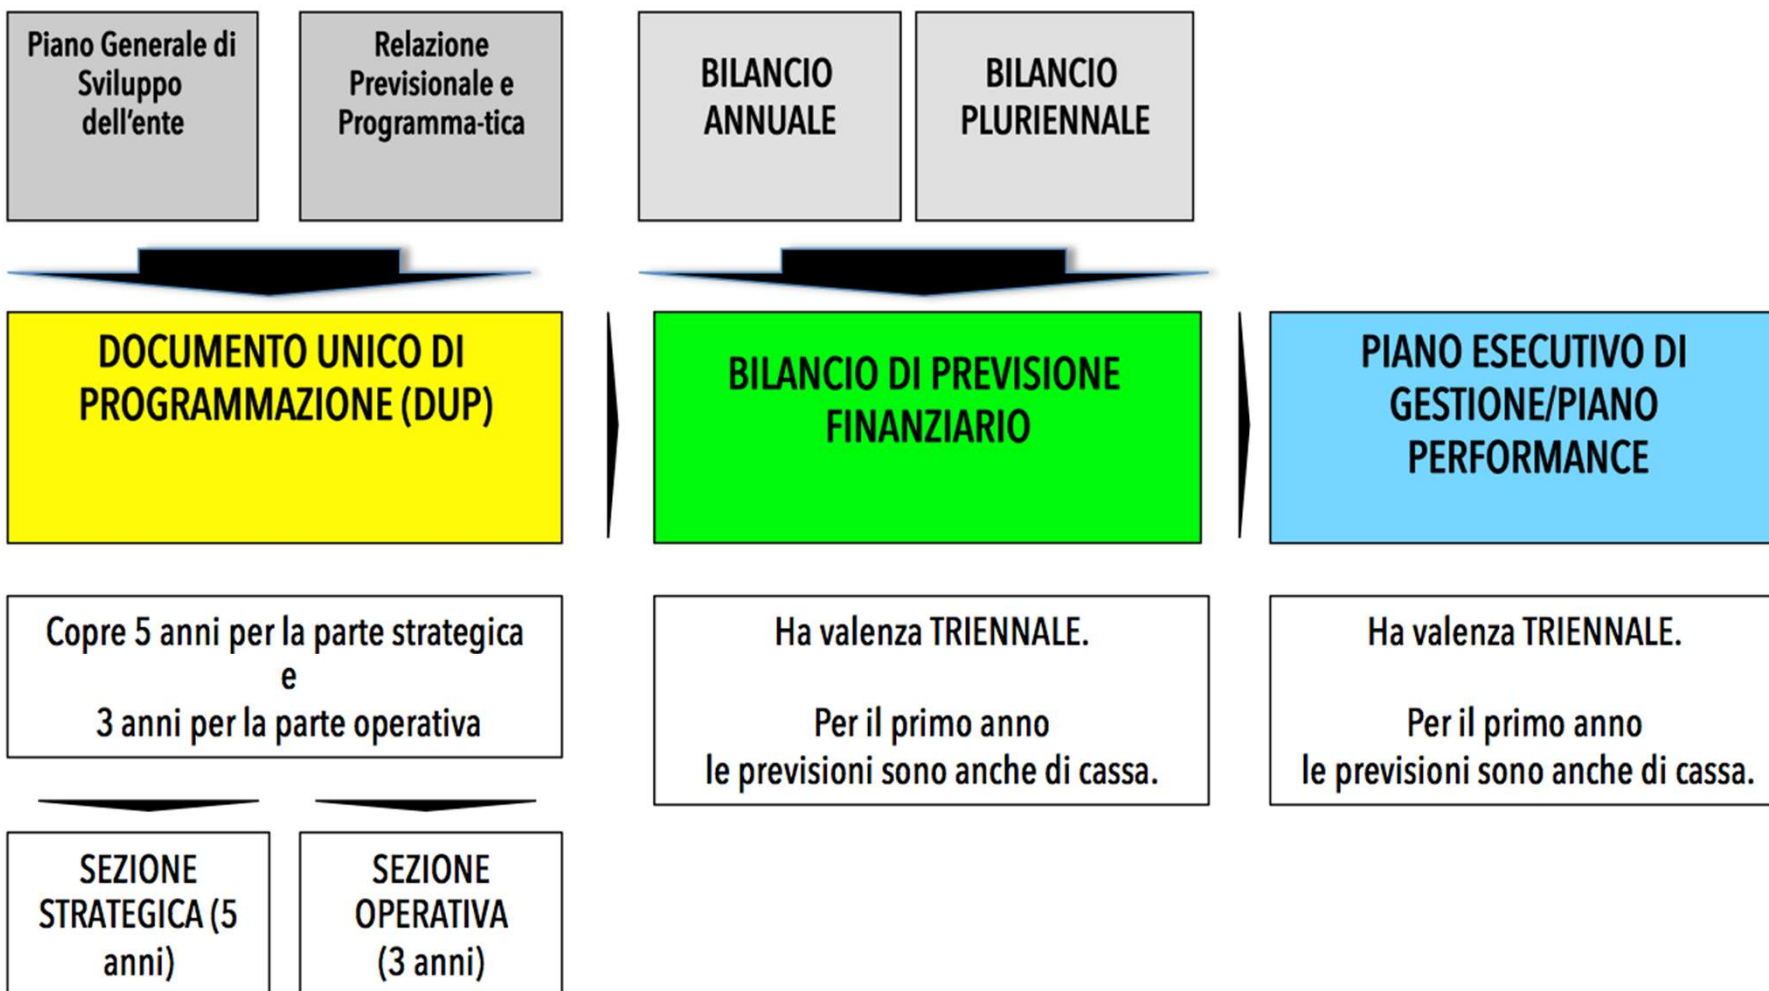 Piano Generale di
Sviluppo
dell'ente
Relazione
Previsionale e
Programma-tica
BILANCIO
ANNUALE
BILANCIO
PLURIENNALE
DOCUMENTO UNICO DI
PROGRAMMAZIONE (DUP)
BILANCIO DI PREVISIONE
FINANZIARIO
PIANO ESECUTIVO DI
GESTIONE/PIANO
PERFORMANCE
Copre 5 anni per la parte strategica
e
3 anni per la parte operativa
Ha valenza TRIENNALE.
Per il primo anno
le previsioni sono anche di cassa.
Ha valenza TRIENNALE.
Per il primo anno
le previsioni sono anche di cassa.
SEZIONE
STRATEGICA (5
anni)
SEZIONE
OPERATIVA
(3 anni)